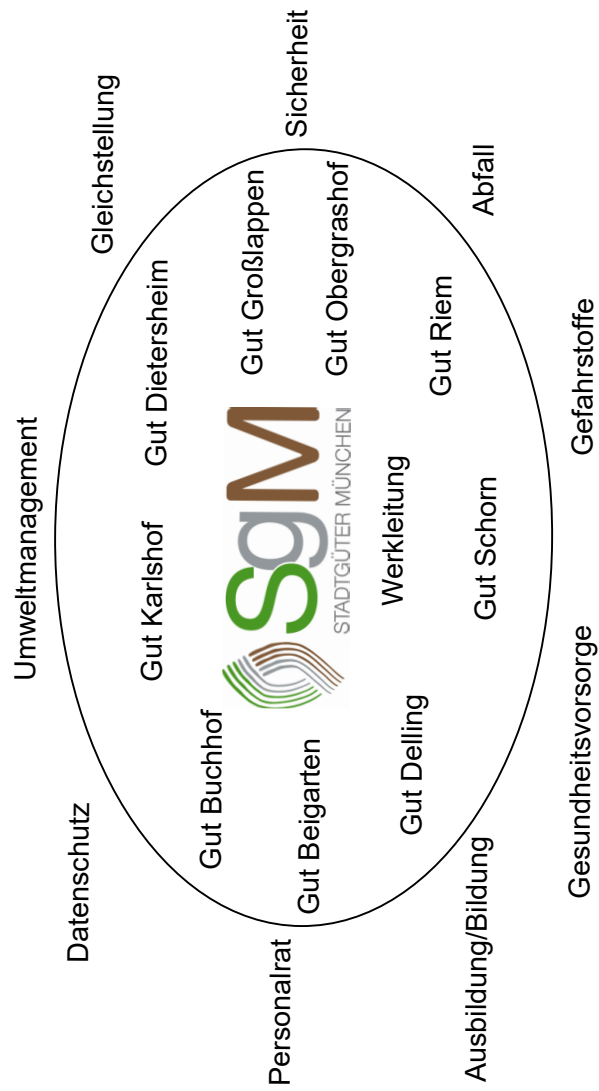 Umweltmanagement
Datenschutz
Gleichstellung
Gut Karlshof
Gut Dietersheim
Gut Buchhof
Gut Großlappen
SgM
STADTGÜTER MÜNCHEN
Personalrat
Gut Beigarten
Gut Obergrashof
Sicherheit
Werkleitung
Gut Delling
Gut Riem
Gut Schorn
Ausbildung/Bildung
Abfall
Gesundheitsvorsorge
Gefahrstoffe